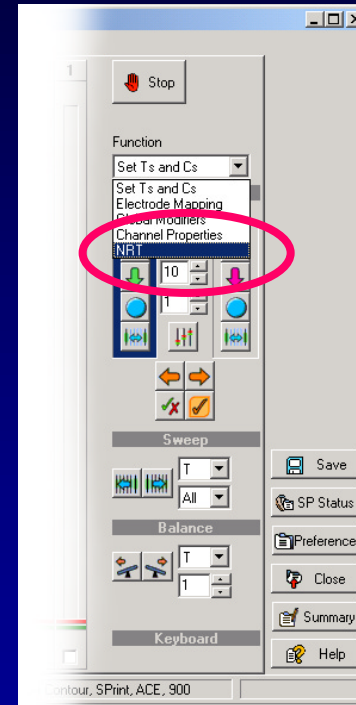 1
Stop
Function
Set Ts and Cs
Set Ts and Cs
Electrode Mapping
Global Modifiers
Channel Properties
NRT
10
1
Sweep
T
All
Save
SP Status
Balance
T
1
Preference
Close
Summary
Keyboard
Help
Contour, SPrint, ACE, 900